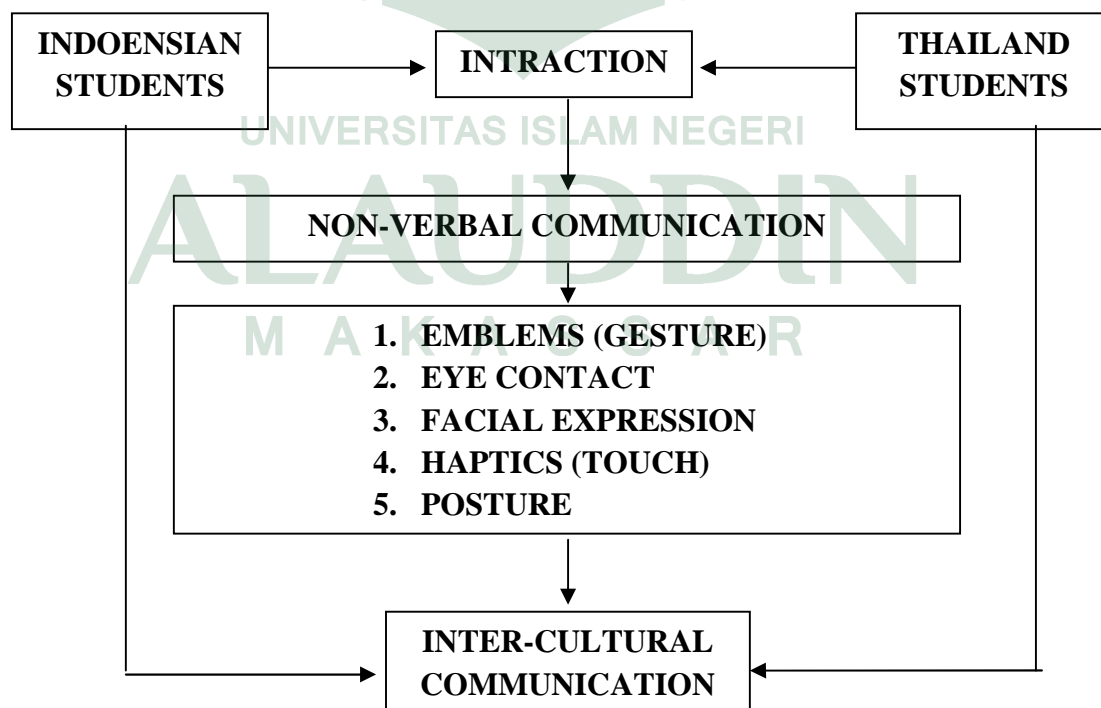 INDOENSIAN
STUDENTS
INTRACTION
THAILAND
STUDENTS
UNIVERSITAS ISLAM NEGERI
ALAUDDIN
MAKASSAR
NON-VERBAL COMMUNICATION
1. EMBLEMS (GESTURE)
2. EYE CONTACT
3. FACIAL EXPRESSION
4. HAPTICS (TOUCH)
5. POSTURE
INTER-CULTURAL
COMMUNICATION